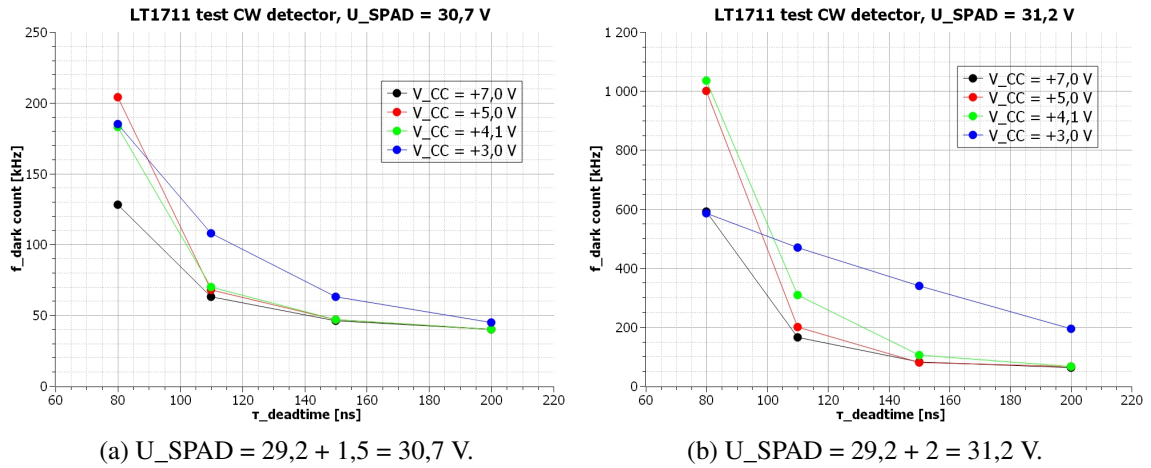 LT1711 test CW detector, U_SPAD = 30,7 V
250
200
150
100
50
0
f_dark count [kHz]
V_CC = +7,0 V
V_CC = +5,0 V
V_CC = +4,1 V
V_CC = +3,0 V
60 80 100 120 140 160 180 200 220
τ_deadtime [ns]
(a) U_SPAD = 29,2 + 1,5 = 30,7 V.
LT1711 test CW detector, U_SPAD = 31,2 V
1 200
1 000
800
600
400
200
0
f_dark count [kHz]
V_CC = +7,0 V
V_CC = +5,0 V
V_CC = +4,1 V
V_CC = +3,0 V
60 80 100 120 140 160 180 200 220
τ_deadtime [ns]
(b) U_SPAD = 29,2 + 2 = 31,2 V.